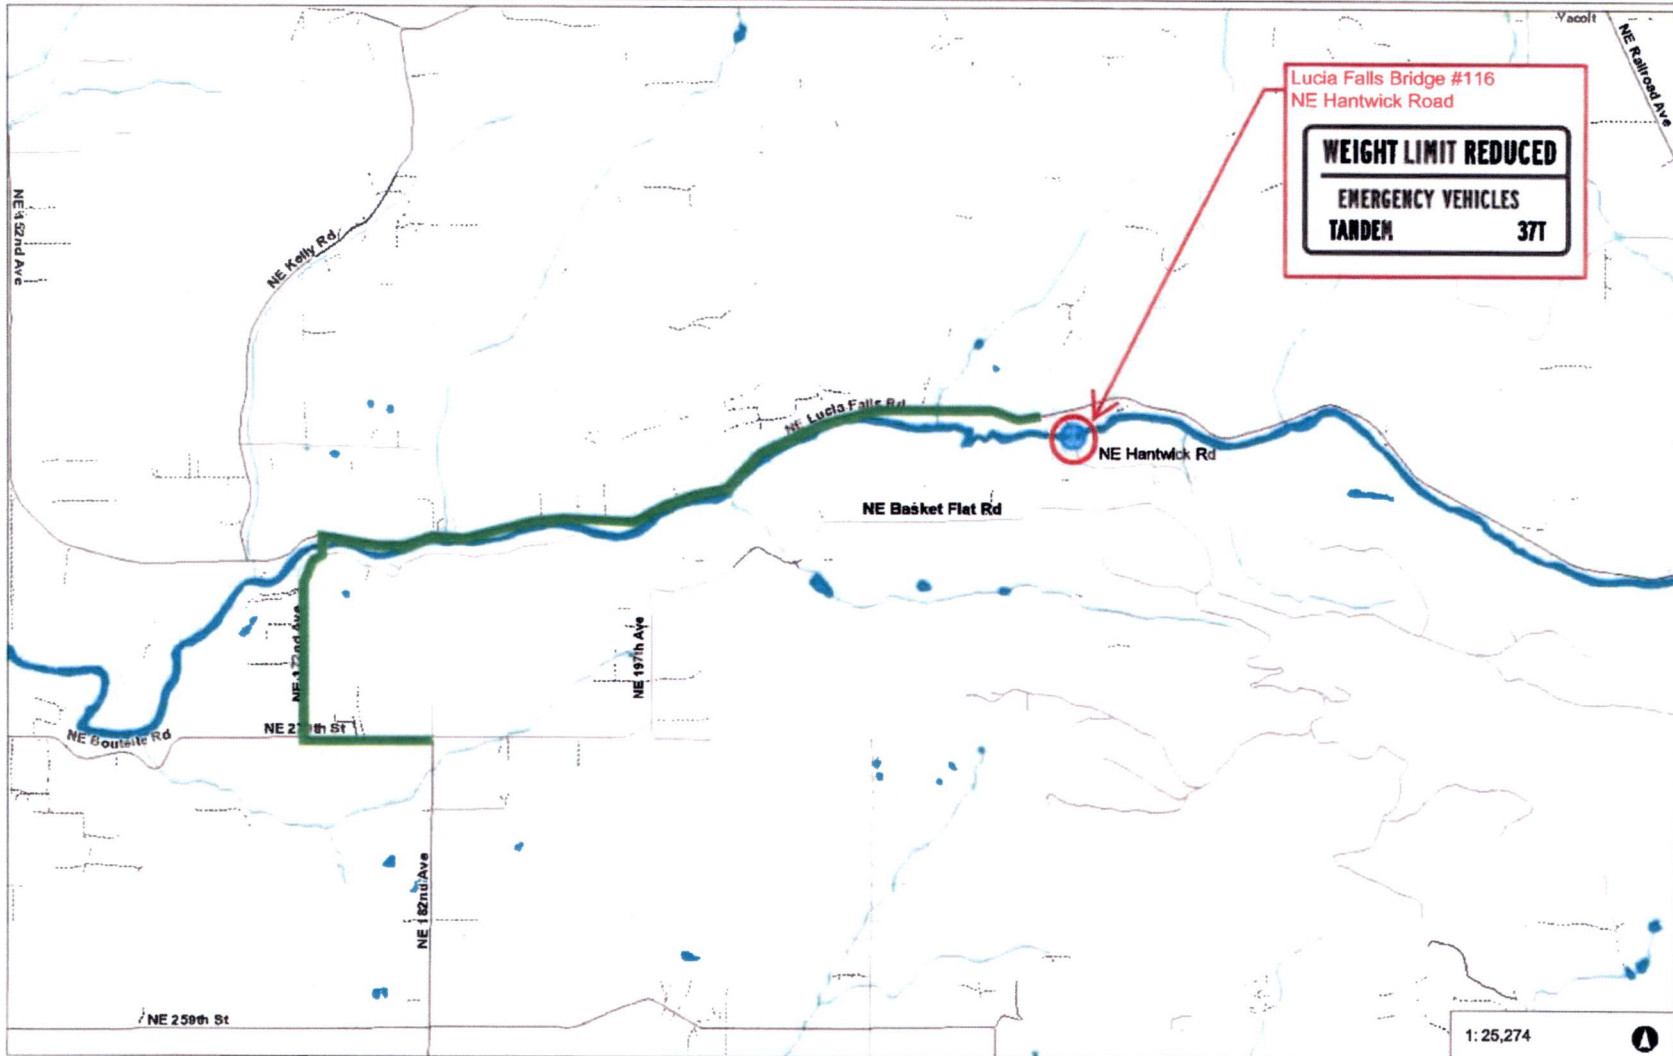 Yacolt
NE Railroad Ave
Lucia Falls Bridge #116
NE Hantwick Road
WEIGHT LIMIT REDUCED
EMERGENCY VEHICLES
TANDEM 37T
NE 152nd Ave
NE Kelly Rd
NE Lucia Falls Rd
NE Hantwick Rd
NE Basket Flat Rd
NE 172nd Ave
NE 197th Ave
NE 279th St
NE 182nd Ave
NE 259th St
1: 25,274